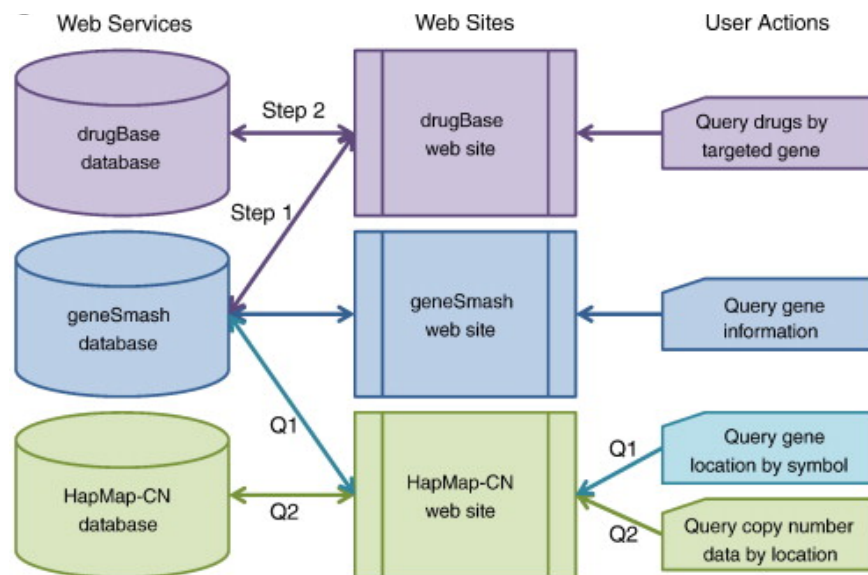 Web Services
Web Sites
User Actions
drugBase
database
Step 2
drugBase
web site
Query drugs by
targeted gene
Step 1
geneSmash
database
geneSmash
web site
Query gene
information
Q1
Q1
Query gene
location by symbol
HapMap-CN
database
Q2
HapMap-CN
web site
Q2
Query copy number
data by location